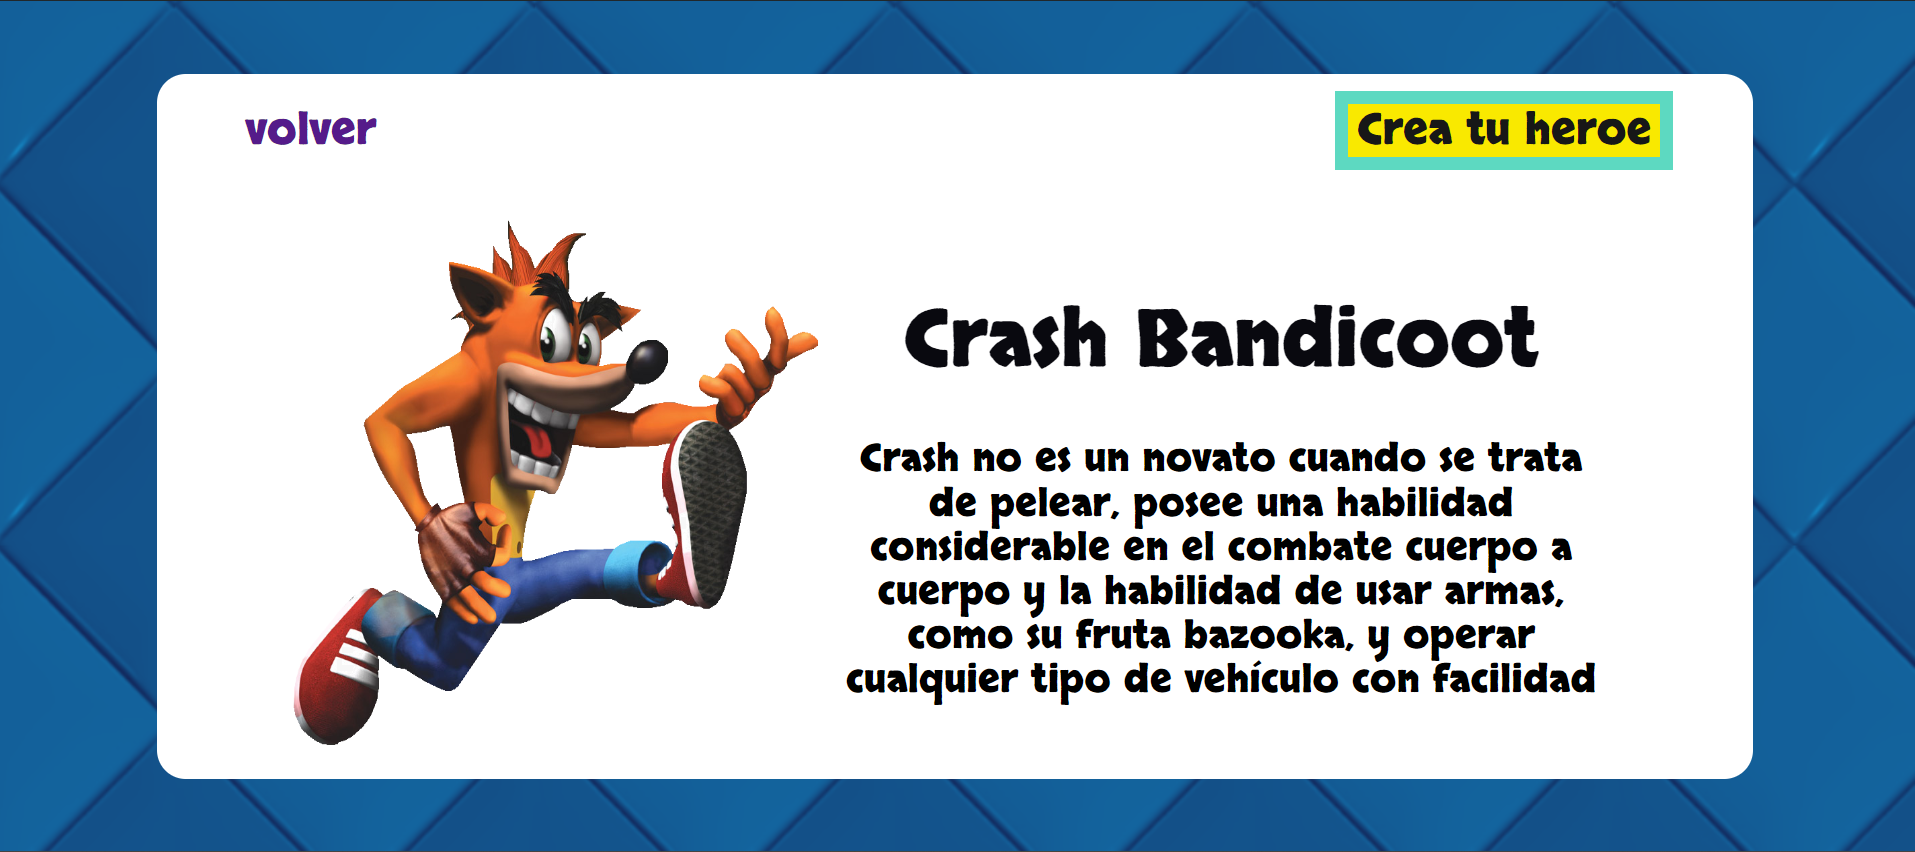 volver
Crea tu heroe
Crash Bandicoot
Crash no es un novato cuando se trata
de pelear, posee una habilidad
considerable en el combate cuerpo a
cuerpo y la habilidad de usar armas,
como su fruta bazooka, y operar
cualquier tipo de vehículo con facilidad